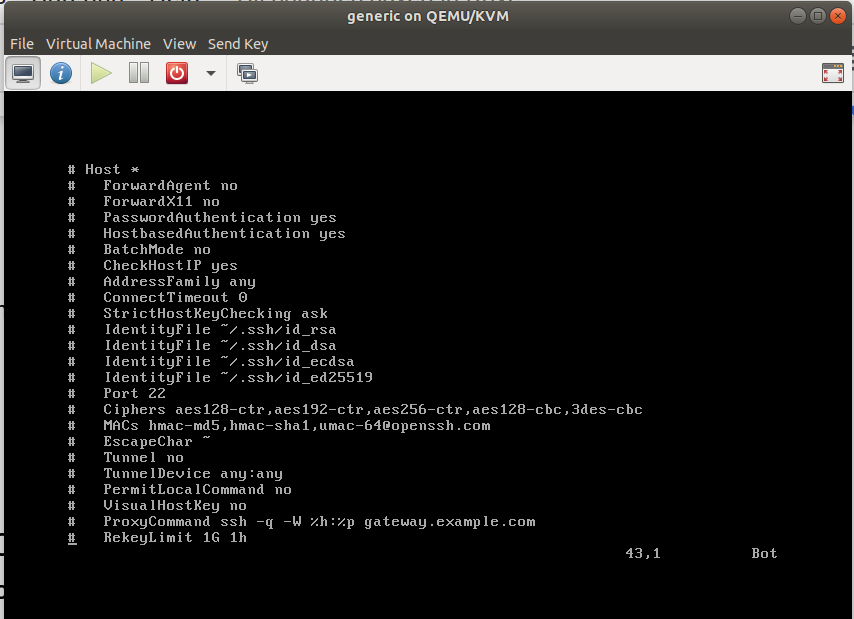 generic on QEMU/KVM
File Virtual Machine View Send Key
# Host *
#   ForwardAgent no
#   ForwardX11 no
#   PasswordAuthentication yes
#   HostbasedAuthentication yes
#   BatchMode no
#   CheckHostIP yes
#   AddressFamily any
#   ConnectTimeout 0
#   StrictHostKeyChecking ask
#   IdentityFile ~/.ssh/id_rsa
#   IdentityFile ~/.ssh/id_dsa
#   IdentityFile ~/.ssh/id_ecdsa
#   IdentityFile ~/.ssh/id_ed25519
#   Port 22
#   Ciphers aes128-ctr,aes192-ctr,aes256-ctr,aes128-cbc,3des-cbc
#   MACs hmac-md5,hmac-sha1,umac-64@openssh.com
#   EscapeChar ~
#   Tunnel no
#   TunnelDevice any:any
#   PermitLocalCommand no
#   VisualHostKey no
#   ProxyCommand ssh -q -W %h:%p gateway.example.com
#   RekeyLimit 1G 1h
43,1 Bot